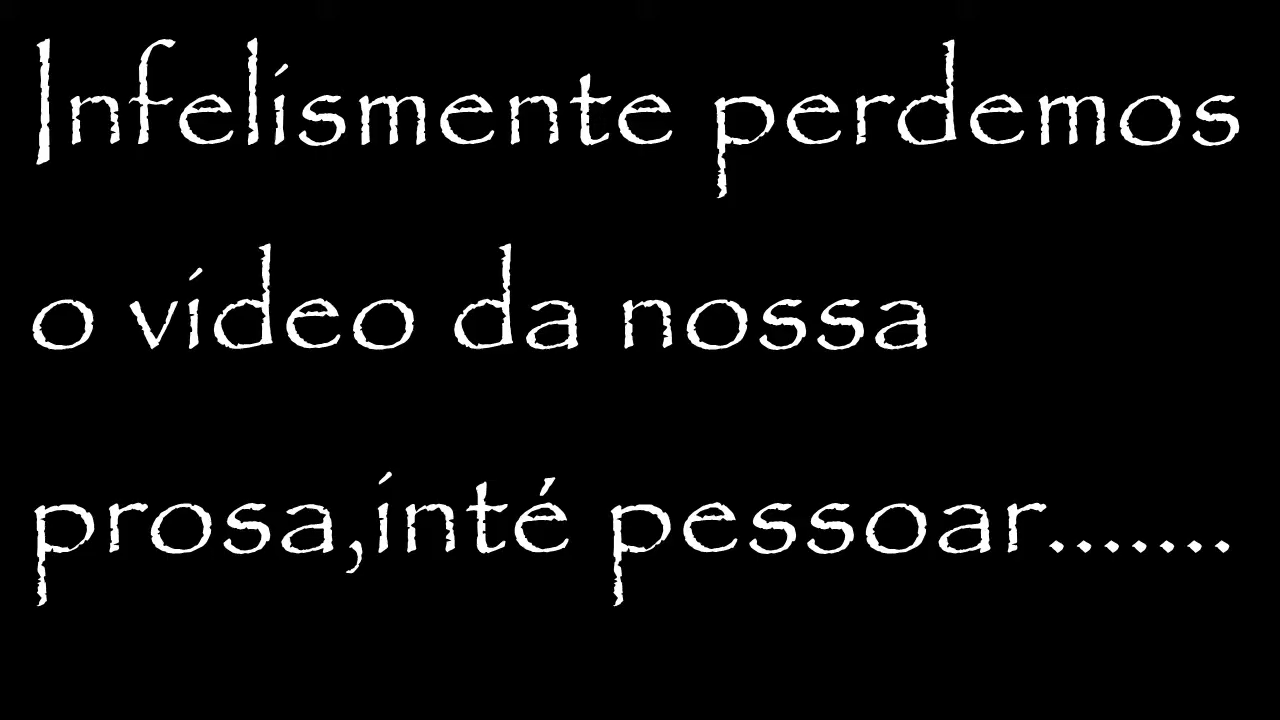 Infelismente perdemos
o video da nossa
prosa,inté pessoar.......